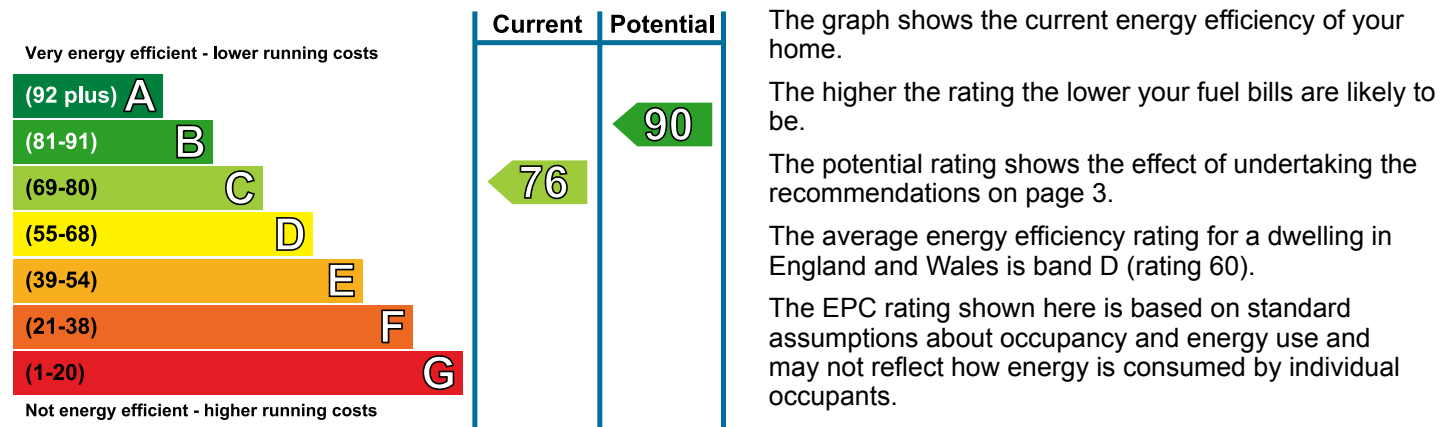 Current Potential
Very energy efficient - lower running costs
(92 plus) A
(81-91) B
(69-80) C
(55-68) D
(39-54) E
(21-38) F
(1-20) G
Not energy efficient - higher running costs
76
90
The graph shows the current energy efficiency of your
home.
The higher the rating the lower your fuel bills are likely to
be.
The potential rating shows the effect of undertaking the
recommendations on page 3.
The average energy efficiency rating for a dwelling in
England and Wales is band D (rating 60).
The EPC rating shown here is based on standard
assumptions about occupancy and energy use and
may not reflect how energy is consumed by individual
occupants.